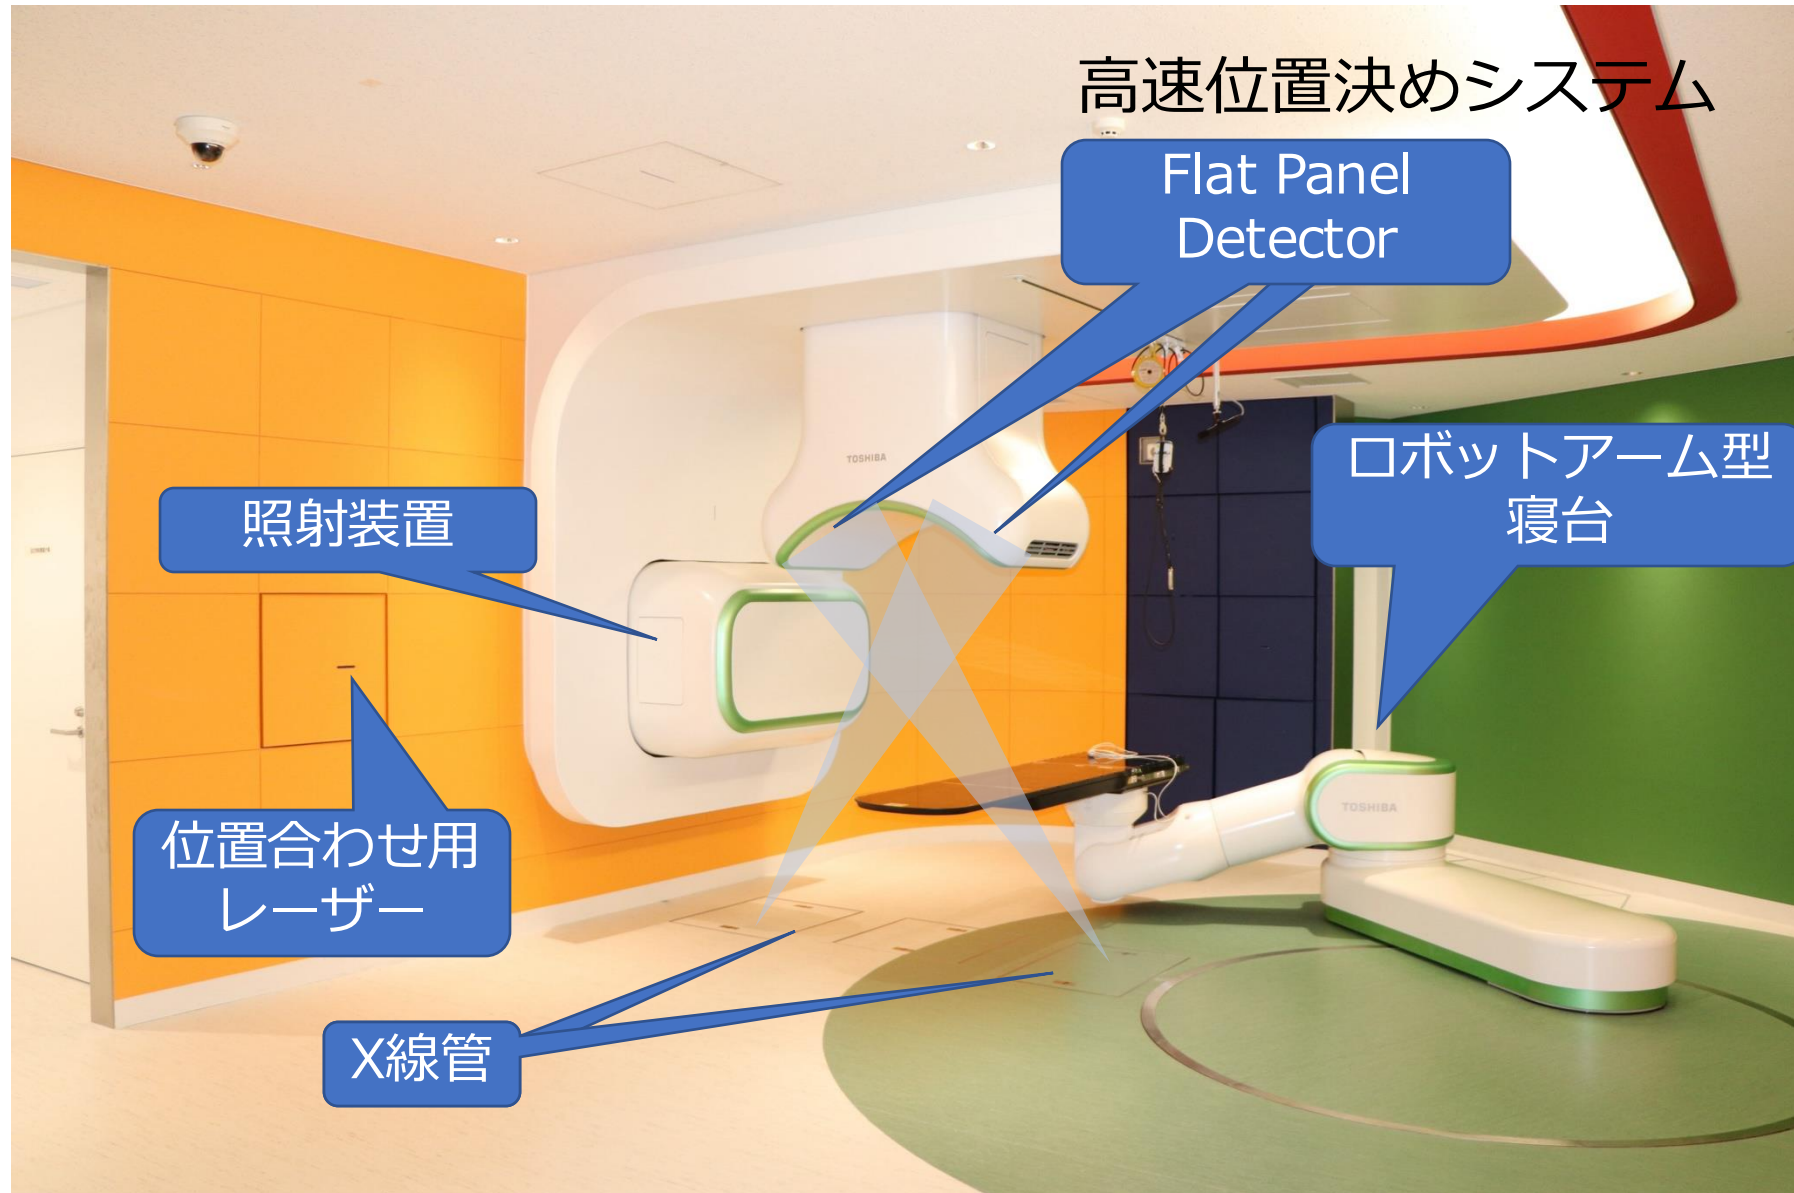 高速位置決めシステム
Flat Panel
Detector
TOSHIBA
ロボットアーム型
寝台
照射装置
TOSHIBA
位置合わせ用
レーザー
X線管